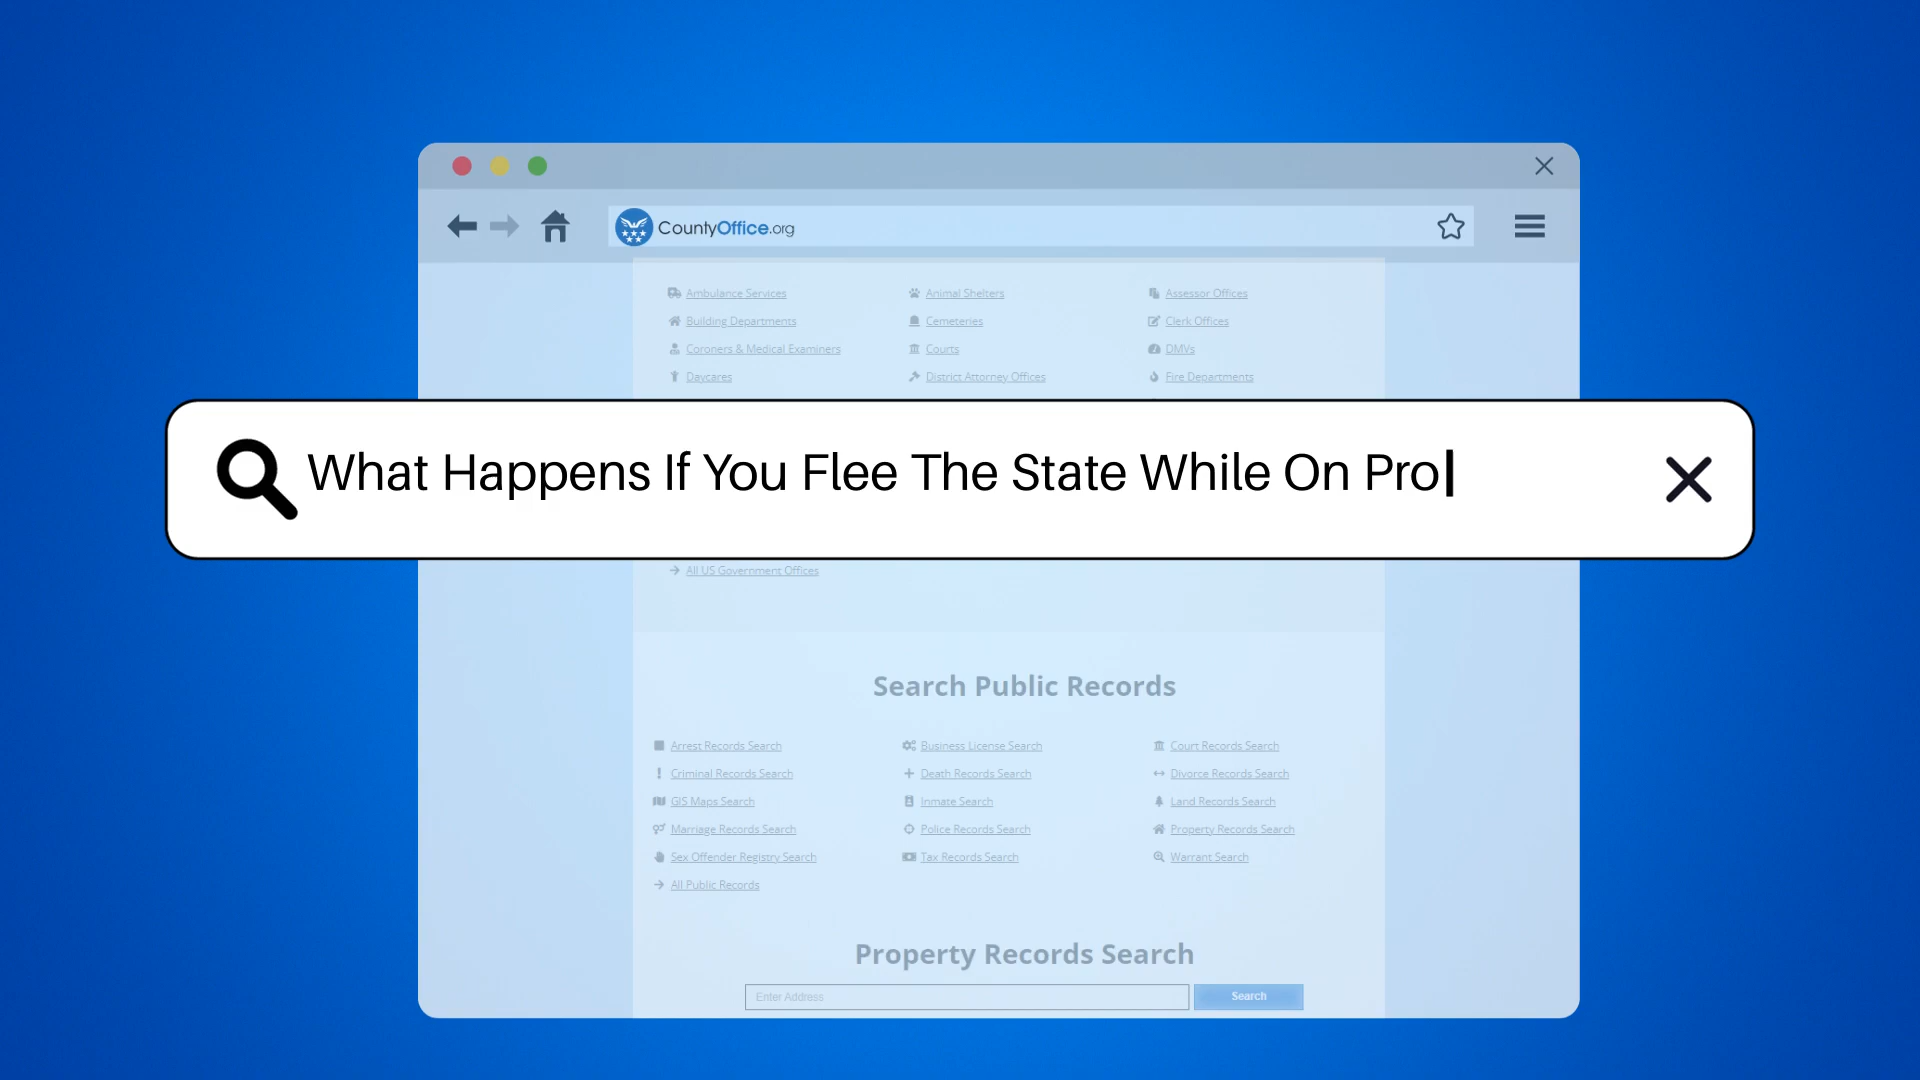 CountyOffice.org
Ambulance Services Animal Shelters Assessor Offices
Building Departments Cemeteries Clerk Offices
Coroners & Medical Examiners Courts DMVs
Daycares District Attorney Offices Fire Departments
What Happens If You Flee The State While On Pro
All US Government Offices
Search Public Records
Arrest Records Search Business License Search Court Records Search
Criminal Records Search Death Records Search Divorce Records Search
GIS Maps Search Inmate Search Land Records Search
Marriage Records Search Police Records Search Property Records Search
Sex Offender Registry Search Tax Records Search Warrant Search
All Public Records
Property Records Search
Enter Address Search